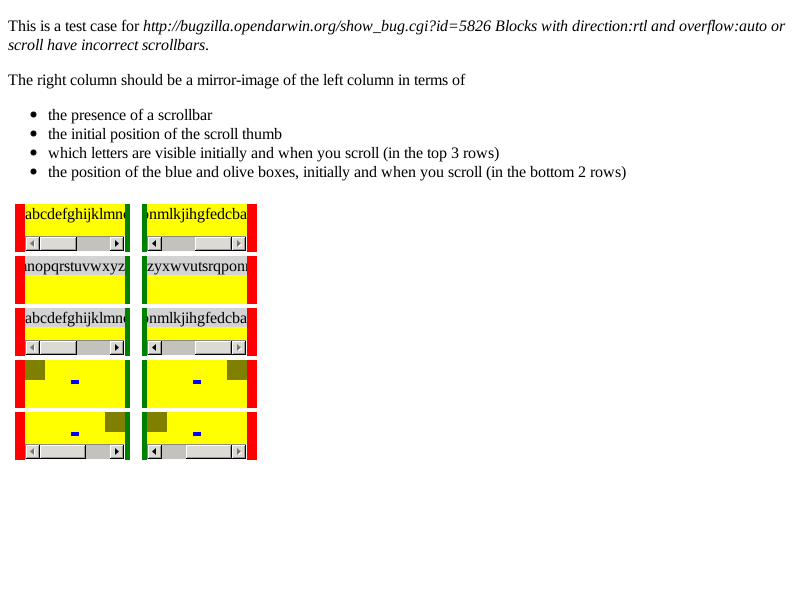 This is a test case for http://bugzilla.opendarwin.org/show_bug.cgi?id=5826 Blocks with direction:rtl and overflow:auto or
scroll have incorrect scrollbars.
The right column should be a mirror-image of the left column in terms of
the presence of a scrollbar
the initial position of the scroll thumb
which letters are visible initially and when you scroll (in the top 3 rows)
the position of the blue and olive boxes, initially and when you scroll (in the bottom 2 rows)
abcdefghijklmno onmlkjihgfedcba
nopqrstuvwxyz zyxwvutsrqpon
abcdefghijklmno onmlkjihgfedcba